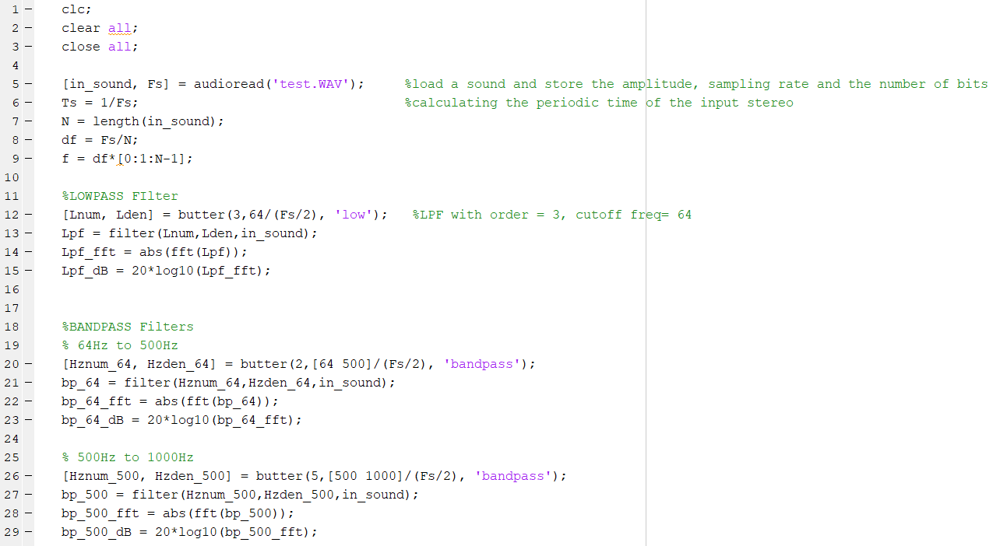 1 − clc;
2 − clear all;
3 − close all;
4
5 − [in_sound, Fs] = audioread('test.WAV'); %load a sound and store the amplitude, sampling rate and the number of bits
6 − Ts = 1/Fs; %calculating the periodic time of the input stereo
7 − N = length(in_sound);
8 − df = Fs/N;
9 − f = df*[0:1:N-1];
10
11 %LOWPASS FIlter
12 − [Lnum, Lden] = butter(3,64/(Fs/2), 'low'); %LPF with order = 3, cutoff freq= 64
13 − Lpf = filter(Lnum,Lden,in_sound);
14 − Lpf_fft = abs(fft(Lpf));
15 − Lpf_dB = 20*log10(Lpf_fft);
16
17
18 %BANDPASS Filters
19 % 64Hz to 500Hz
20 − [Hznum_64, Hzden_64] = butter(2,[64 500]/(Fs/2), 'bandpass');
21 − bp_64 = filter(Hznum_64,Hzden_64,in_sound);
22 − bp_64_fft = abs(fft(bp_64));
23 − bp_64_dB = 20*log10(bp_64_fft);
24
25 % 500Hz to 1000Hz
26 − [Hznum_500, Hzden_500] = butter(5,[500 1000]/(Fs/2), 'bandpass');
27 − bp_500 = filter(Hznum_500,Hzden_500,in_sound);
28 − bp_500_fft = abs(fft(bp_500));
29 − bp_500_dB = 20*log10(bp_500_fft);